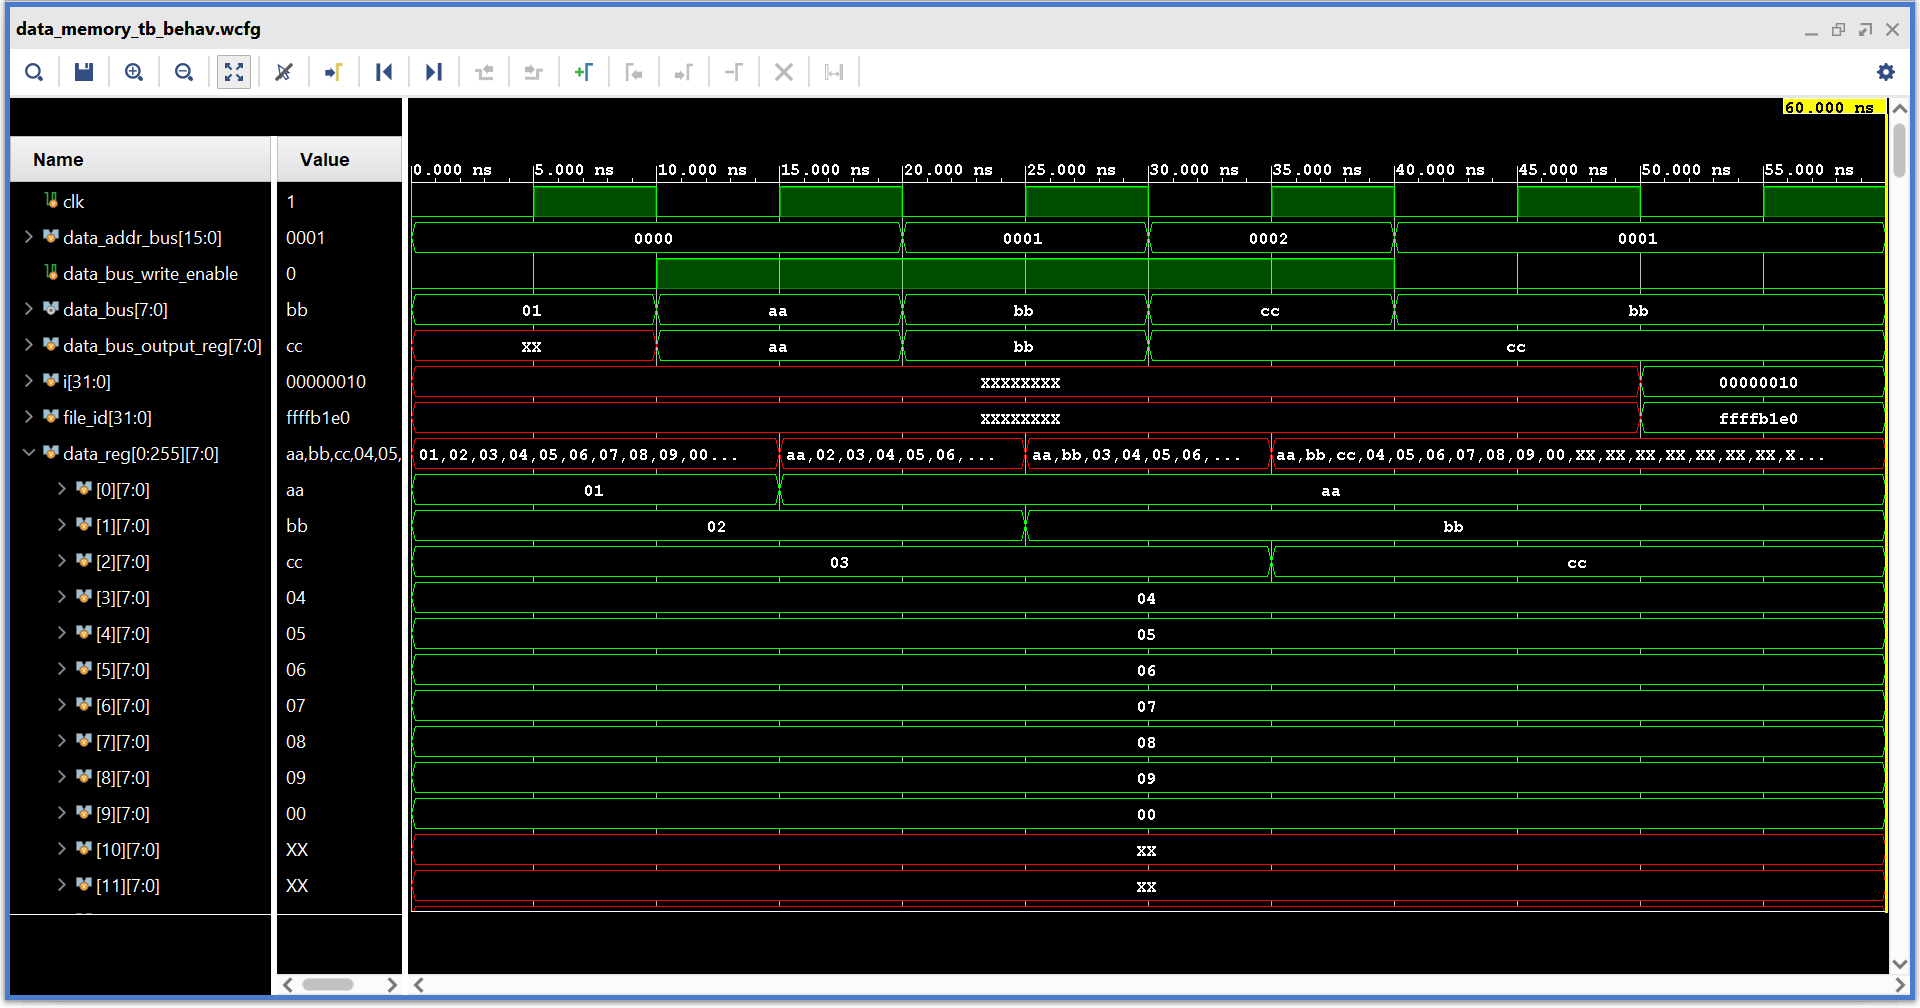 data_memory_tb_behav.wcfg
60.000 ns
Name Value 0.000 ns 5.000 ns 10.000 ns 15.000 ns 20.000 ns 25.000 ns 30.000 ns 35.000 ns 40.000 ns 45.000 ns 50.000 ns 55.000 ns
clk 1
data_addr_bus[15:0] 0001 0000 0001 0002 0001
data_bus_write_enable 0
data_bus[7:0] bb 01 aa bb cc bb
data_bus_output_reg[7:0] cc XX aa bb cc
i[31:0] 00000010 XXXXXXXX 00000010
file_id[31:0] ffffb1e0 XXXXXXXX ffffb1e0
data_reg[0:255][7:0] aa,bb,cc,04,05, 01,02,03,04,05,06,07,08,09,00... aa,02,03,04,05,06,... aa,bb,03,04,05,06,... aa,bb,cc,04,05,06,07,08,09,00,XX,XX,XX,XX,XX,XX,XX,X...
[0][7:0] aa 01 aa
[1][7:0] bb 02 bb
[2][7:0] cc 03 cc
[3][7:0] 04 04
[4][7:0] 05 05
[5][7:0] 06 06
[6][7:0] 07 07
[7][7:0] 08 08
[8][7:0] 09 09
[9][7:0] 00 00
[10][7:0] XX XX
[11][7:0] XX XX